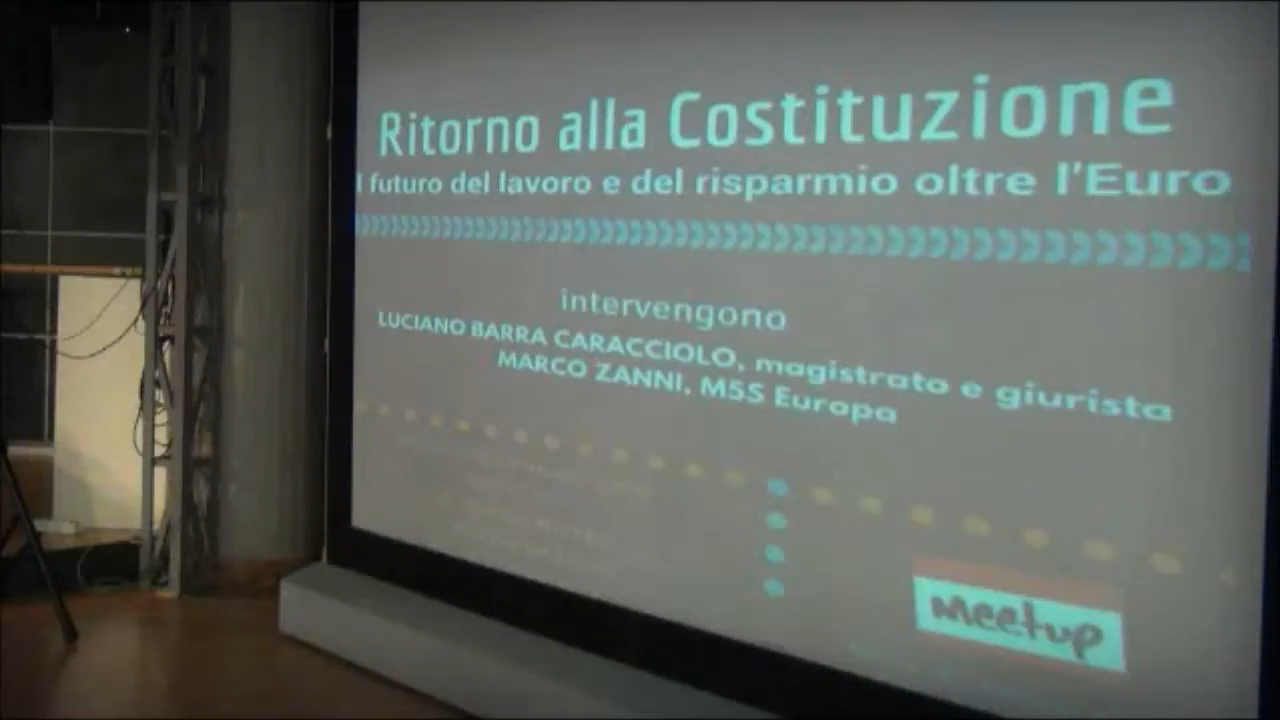 Ritorno alla Costituzione
l futuro del lavoro e del risparmio oltre l'Euro
intervengono
LUCIANO BARRA CARACCIOLO, magistrato e giurista
MARCO ZANNI, M5S Europa
meetup